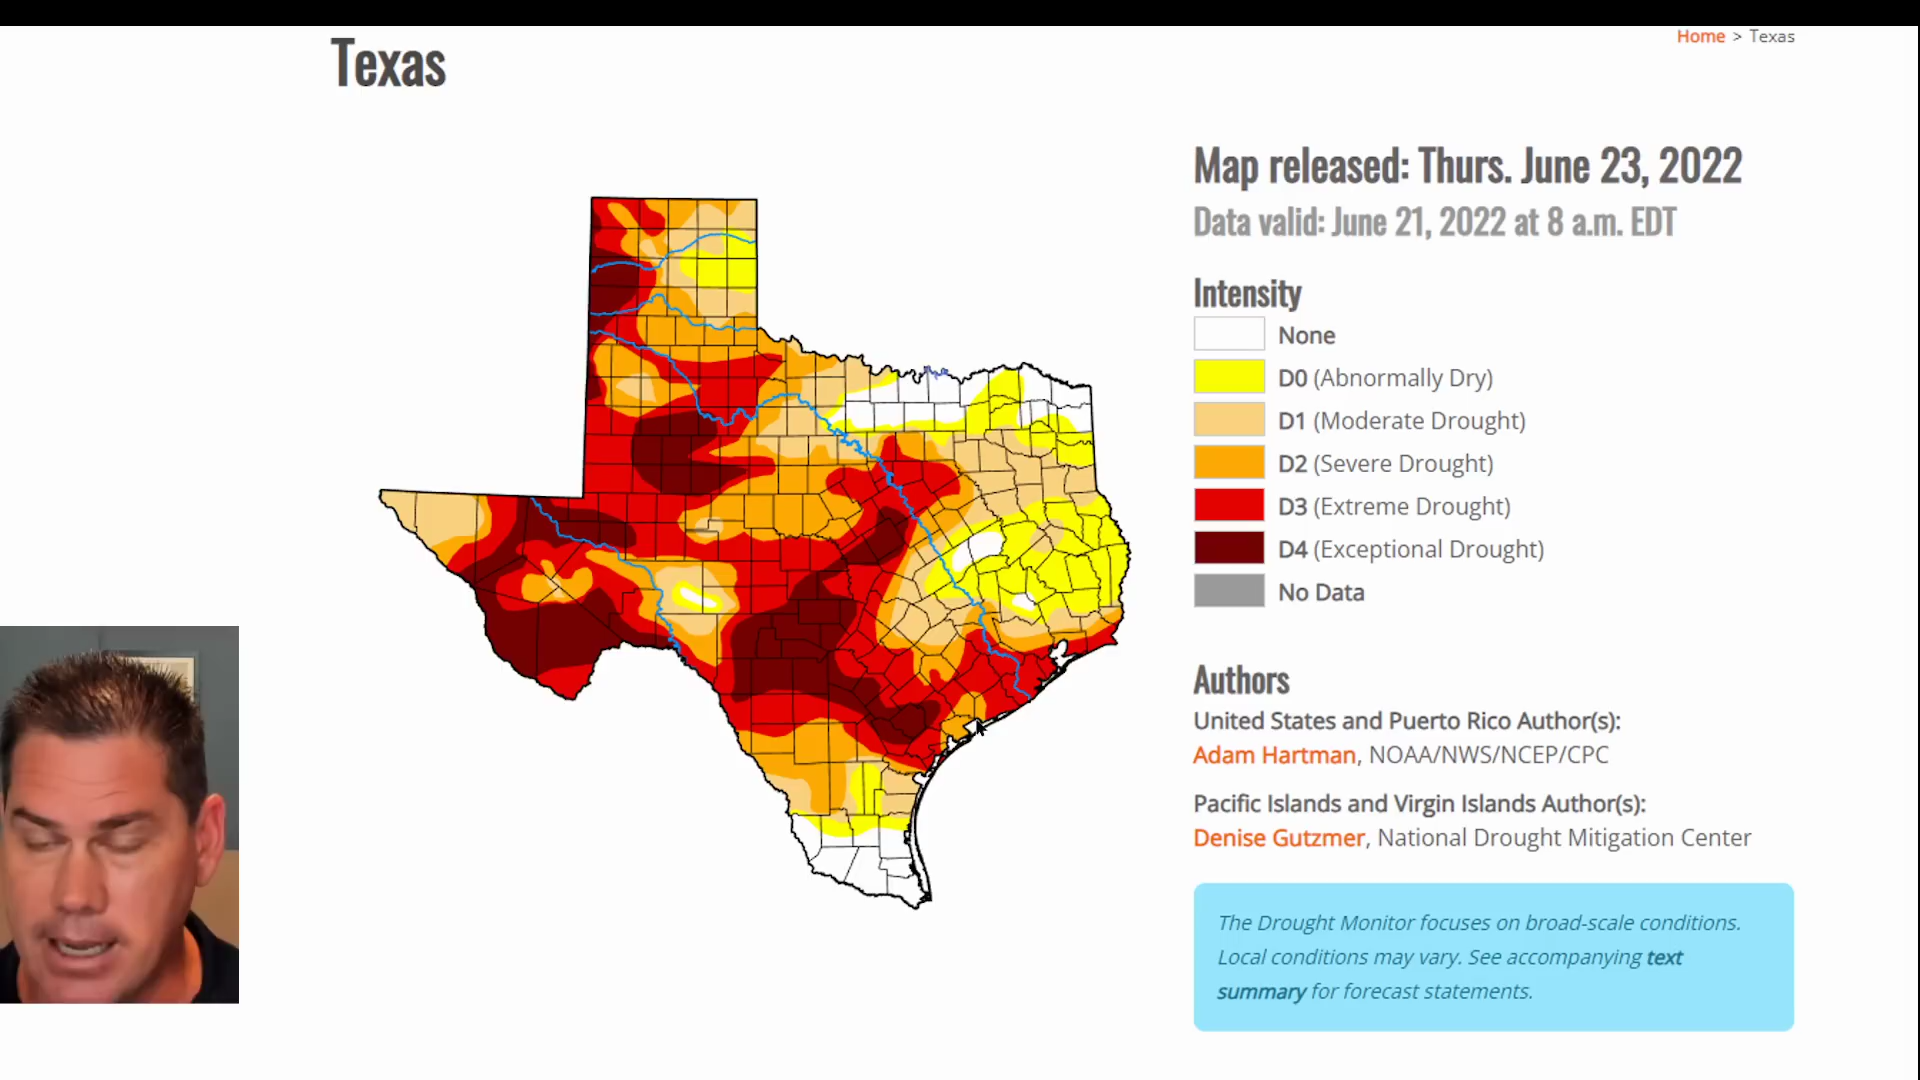 Home > Texas
Texas
Map released: Thurs. June 23, 2022
Data valid: June 21, 2022 at 8 a.m. EDT
Intensity
None
D0 (Abnormally Dry)
D1 (Moderate Drought)
D2 (Severe Drought)
D3 (Extreme Drought)
D4 (Exceptional Drought)
No Data
Authors
United States and Puerto Rico Author(s):
Adam Hartman, NOAA/NWS/NCEP/CPC
Pacific Islands and Virgin Islands Author(s):
Denise Gutzmer, National Drought Mitigation Center
The Drought Monitor focuses on broad-scale conditions.
Local conditions may vary. See accompanying text
summary for forecast statements.